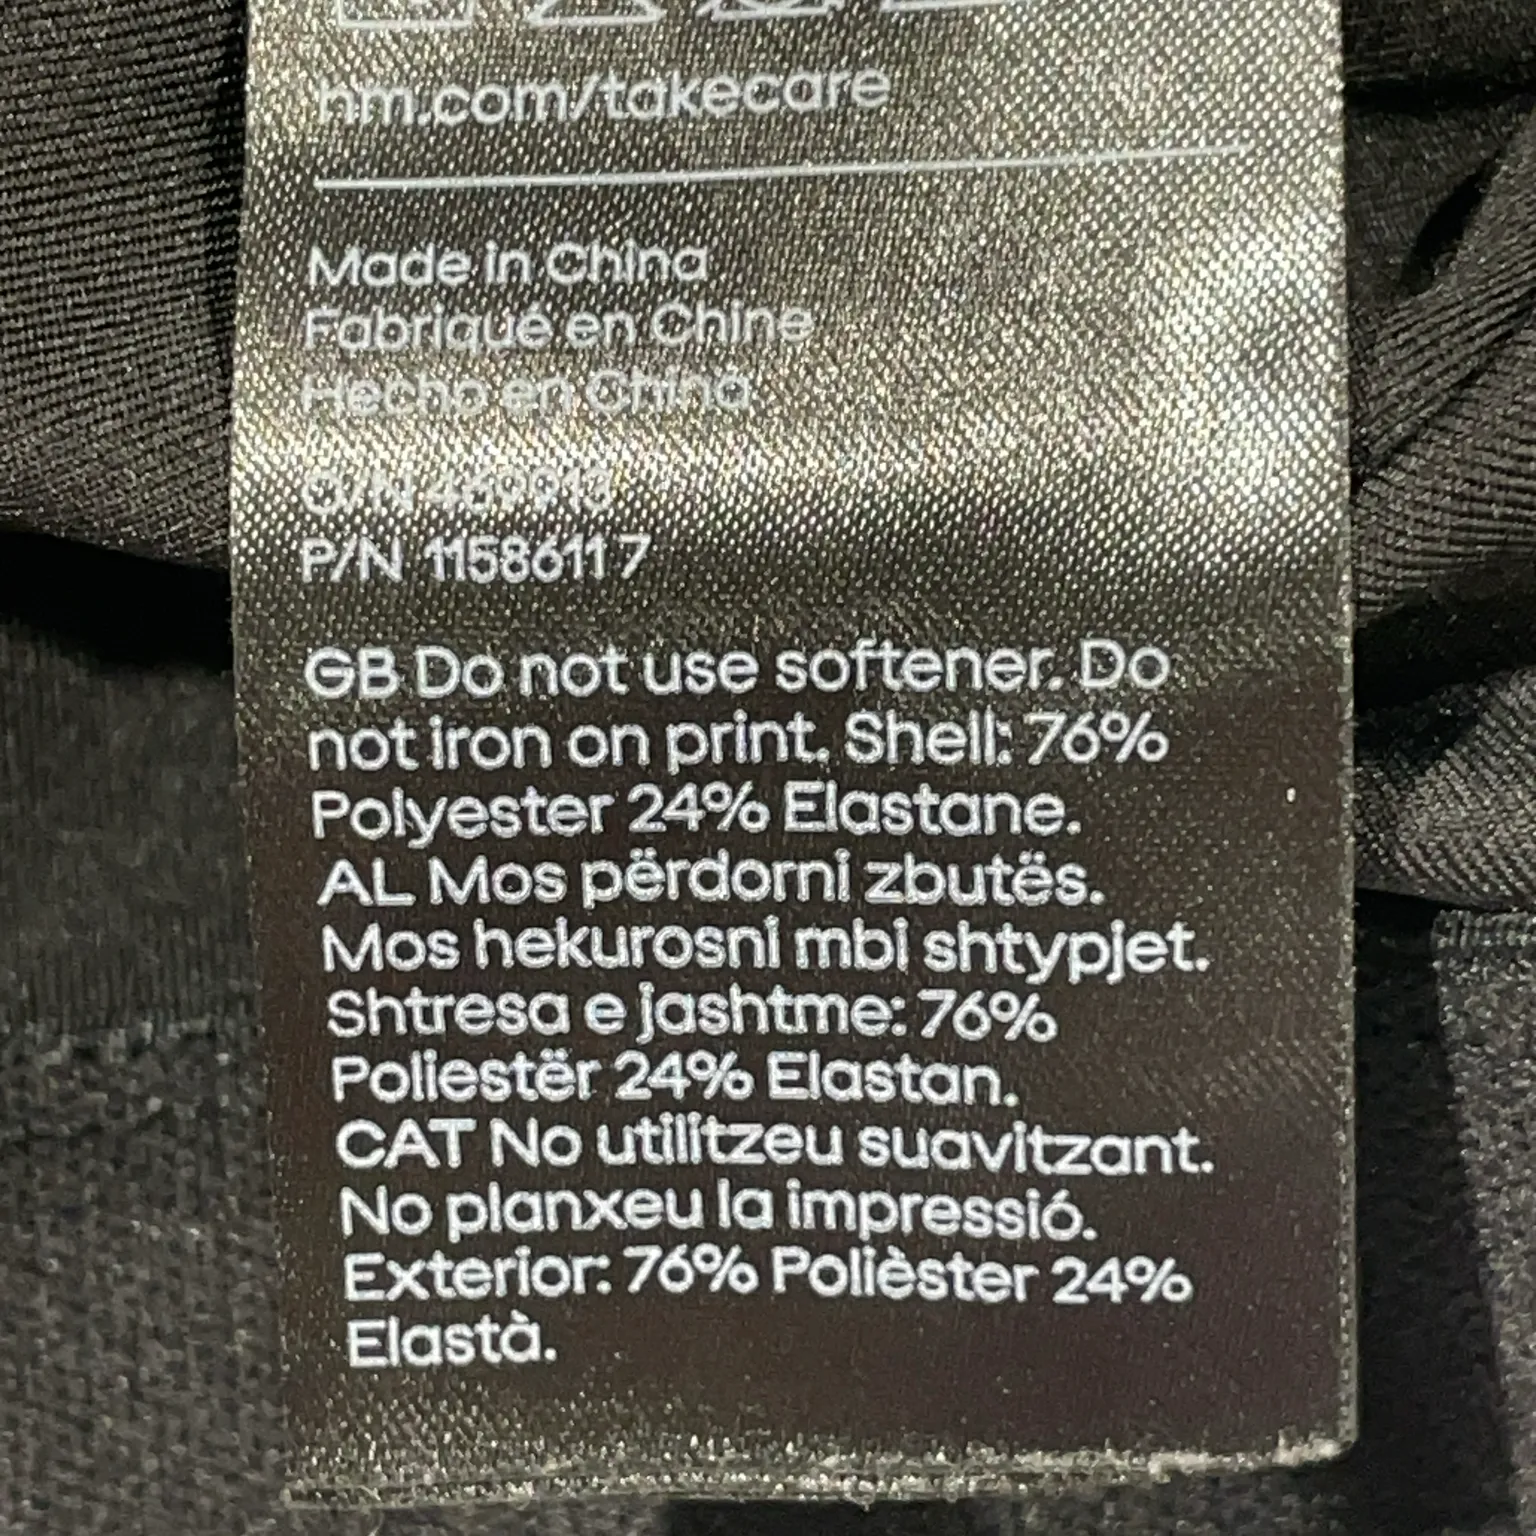 hm.com/takecare
Made in China
Fabriqué en Chine
Hecho en China
O/N 469913
P/N 11586117
GB Do not use softener. Do
not iron on print. Shell: 76%
Polyester 24% Elastane.
AL Mos përdorni zbutës.
Mos hekurosni mbi shtypjet.
Shtresa e jashtme: 76%
Poliestër 24% Elastan.
CAT No utilitzeu suavitzant.
No planxeu la impressió.
Exterior: 76% Polièster 24%
Elastà.